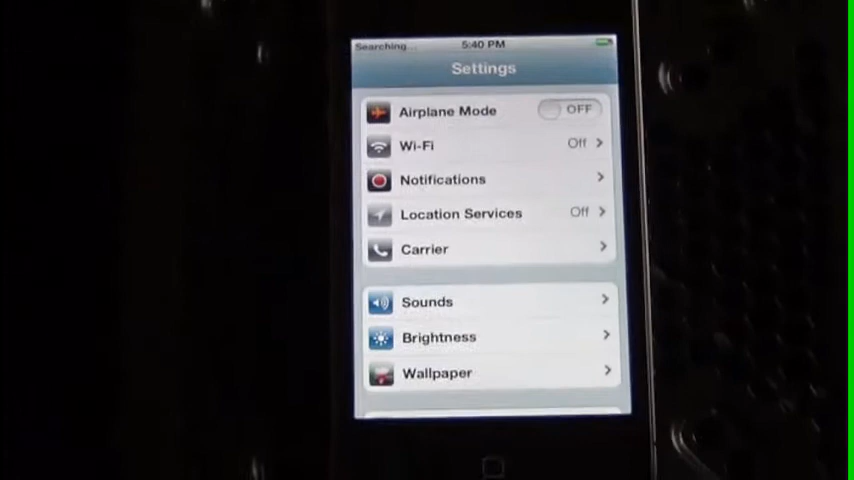 Searching... 5:40 PM
Settings
Airplane Mode OFF
Wi-Fi Off
Notifications
Location Services Off
Carrier
Sounds
Brightness
Wallpaper